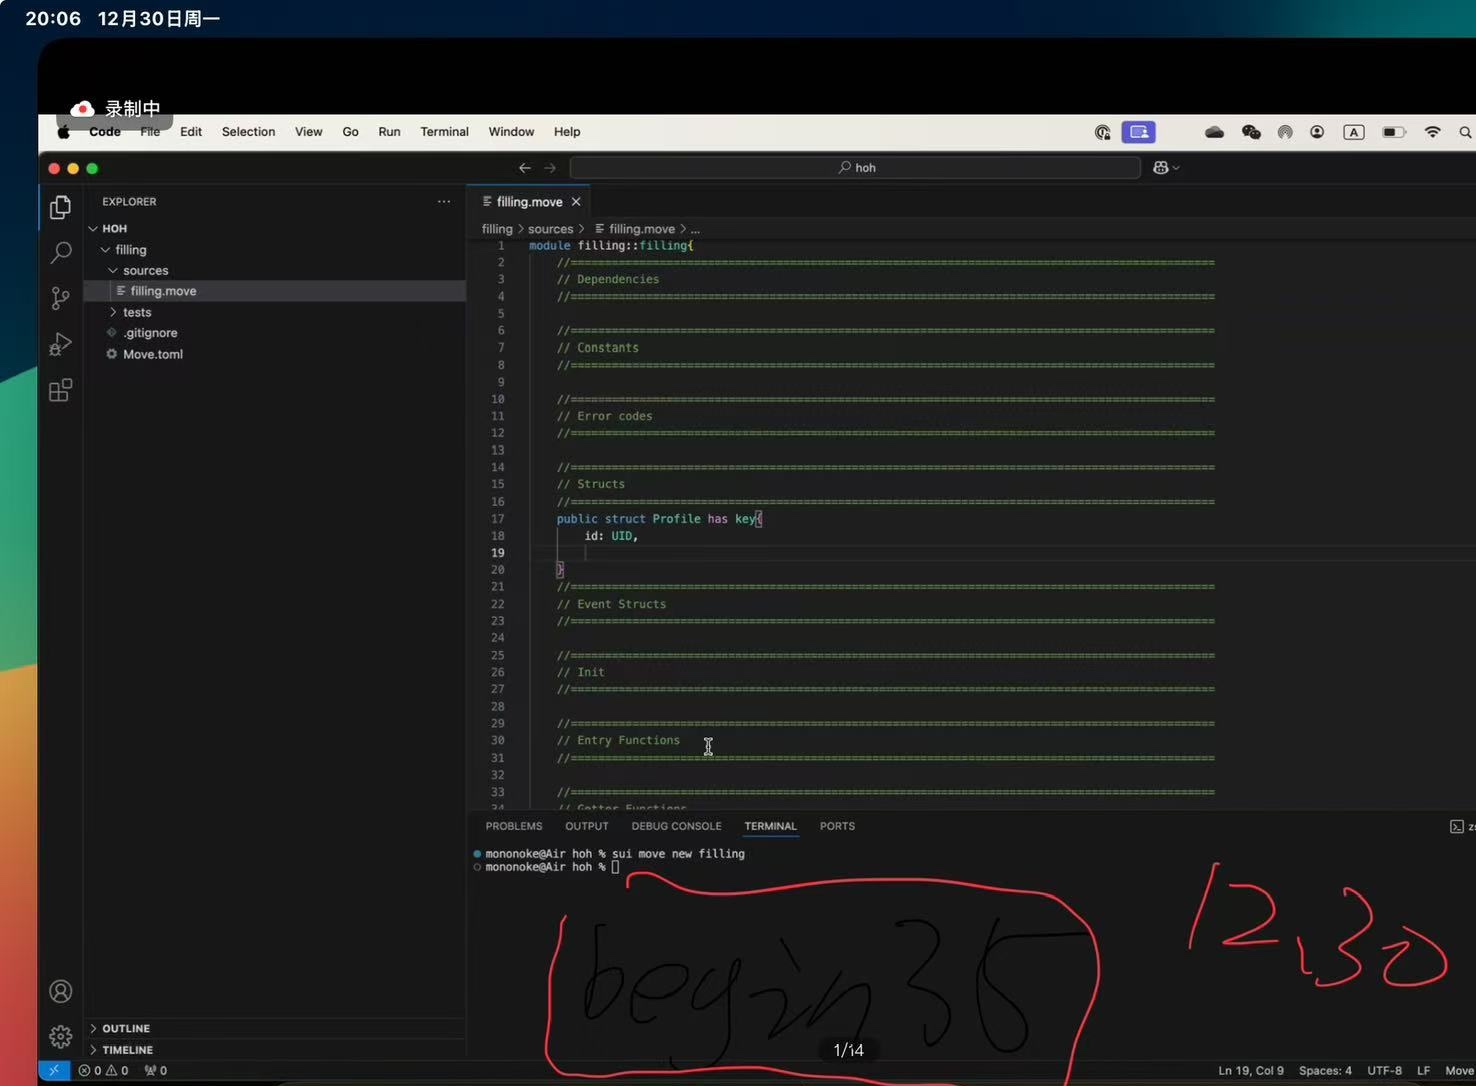 20:06 12月30日周一
录制中
Code File Edit Selection View Go Run Terminal Window Help
A
hoh
EXPLORER ...
HOH
filling
sources
filling.move
tests
.gitignore
Move.toml
OUTLINE
TIMELINE
filling.move
filling > sources > filling.move > ...
1 module filling::filling{
2 //==============================================================================================
3 // Dependencies
4 //==============================================================================================
5
6 //==============================================================================================
7 // Constants
8 //==============================================================================================
9
10 //==============================================================================================
11 // Error codes
12 //==============================================================================================
13
14 //==============================================================================================
15 // Structs
16 //==============================================================================================
17 public struct Profile has key{
18 id: UID,
19
20 }
21 //==============================================================================================
22 // Event Structs
23 //==============================================================================================
24
25 //==============================================================================================
26 // Init
27 //==============================================================================================
28
29 //==============================================================================================
30 // Entry Functions
31 //==============================================================================================
32
33 //==============================================================================================
34 // Getter Functions
PROBLEMS OUTPUT DEBUG CONSOLE TERMINAL PORTS
mononoke@Air hoh % sui move new filling
mononoke@Air hoh %
begin 35
12.30
1/14
0 0 0
Ln 19, Col 9 Spaces: 4 UTF-8 LF Move